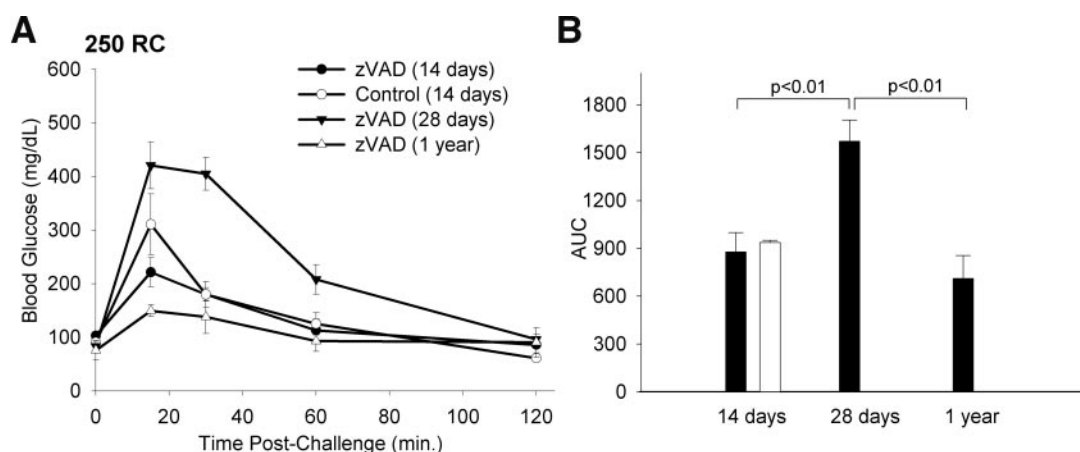 A
250 RC
zVAD (14 days)
Control (14 days)
zVAD (28 days)
zVAD (1 year)
600
500
400
300
200
100
0
Blood Glucose (mg/dL)
0 20 40 60 80 100 120
Time Post-Challenge (min.)
B
p<0.01 p<0.01
1800
1500
1200
900
600
300
0
AUC
14 days 28 days 1 year